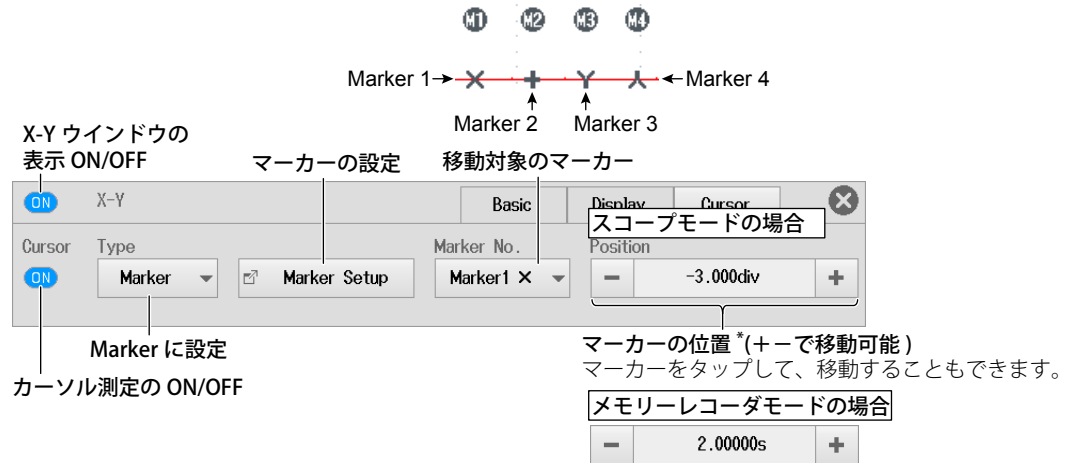 M1 M2 M3 M4
Marker 1
Marker 4
Marker 2 Marker 3
X-Y ウインドウの
表示 ON/OFF
マーカーの設定
移動対象のマーカー
ON X-Y Basic Display Cursor
スコープモードの場合
Cursor Type Marker No. Position
ON Marker Marker Setup Marker1 × − -3.000div +
Marker に設定
マーカーの位置 *(+−で移動可能 )
カーソル測定の ON/OFF
マーカーをタップして、移動することもできます。
メモリーレコーダモードの場合
− 2.00000s +